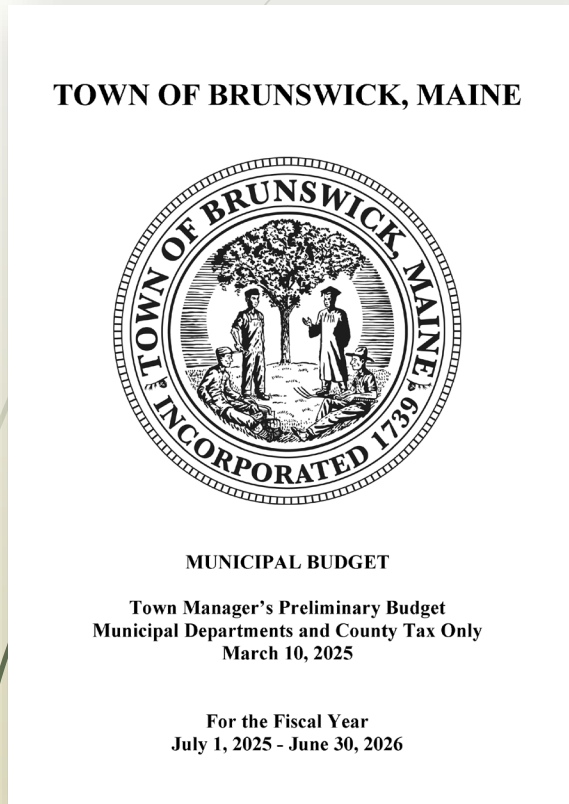 TOWN OF BRUNSWICK, MAINE
TOWN OF BRUNSWICK, MAINE
INCORPORATED 1739
MUNICIPAL BUDGET
Town Manager’s Preliminary Budget
Municipal Departments and County Tax Only
March 10, 2025
For the Fiscal Year
July 1, 2025 - June 30, 2026